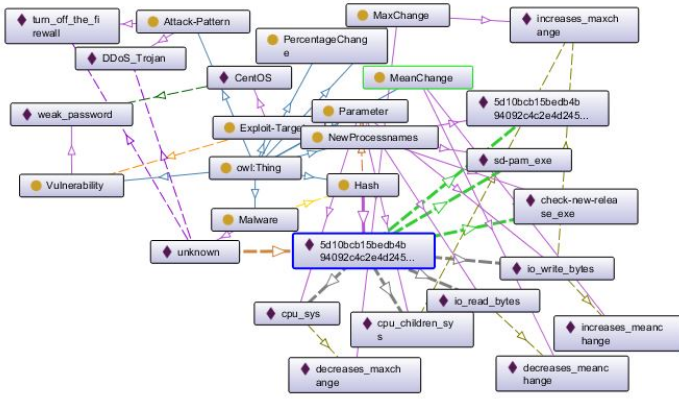 turn_off_the_fi
rewall
Attack-Pattern
MaxChange
increases_maxch
ange
PercentageChang
e
DDoS_Trojan
CentOS
MeanChange
weak_password
Parameter
5d10bcb15bedb4b
94092c4c2e4d245...
Exploit-Targe
NewProcessnames
sd-pam_exe
owl:Thing
Vulnerability
Hash
check-new-relea
se_exe
Malware
unknown
5d10bcb15bedb4b
94092c4c2e4d245...
io_write_bytes
cpu_sys
io_read_bytes
cpu_children_sy
s
increases_meanc
hange
decreases_maxch
ange
decreases_meanc
hange